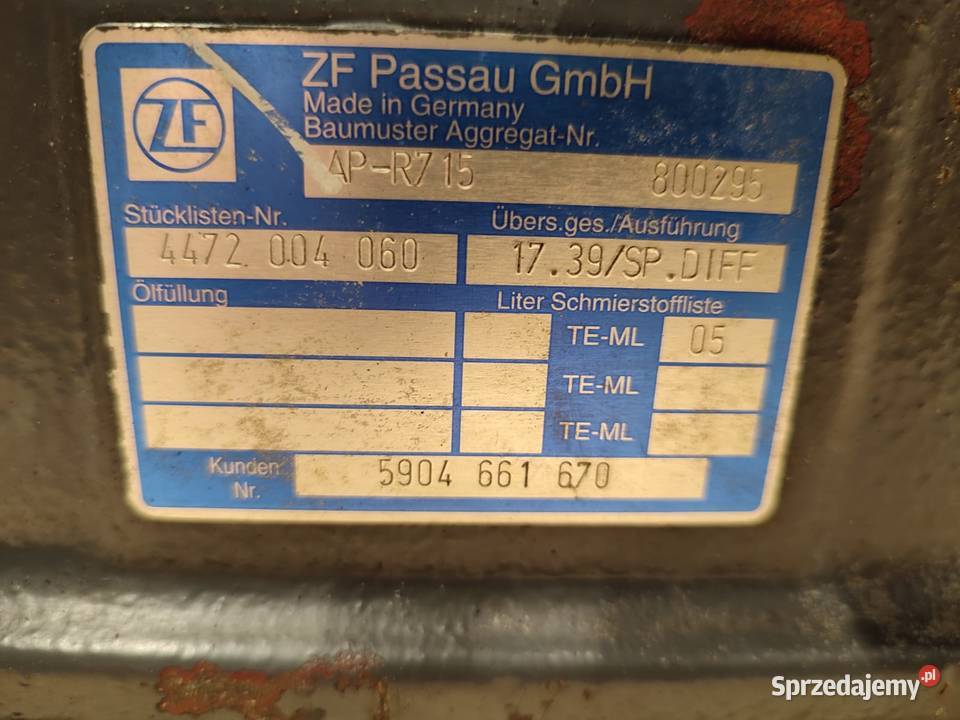 ZF
ZF Passau GmbH
Made in Germany
Baumuster Aggregat-Nr.
AP-R715 800295
Stücklisten-Nr. Übers.ges./Ausführung
4472 004 060 17.39/SP.DIFF
Ölfüllung Liter Schmierstoffliste
TE-ML 05
TE-ML
TE-ML
Kunden Nr. 5904 661 670
Sprzedajemy.pl